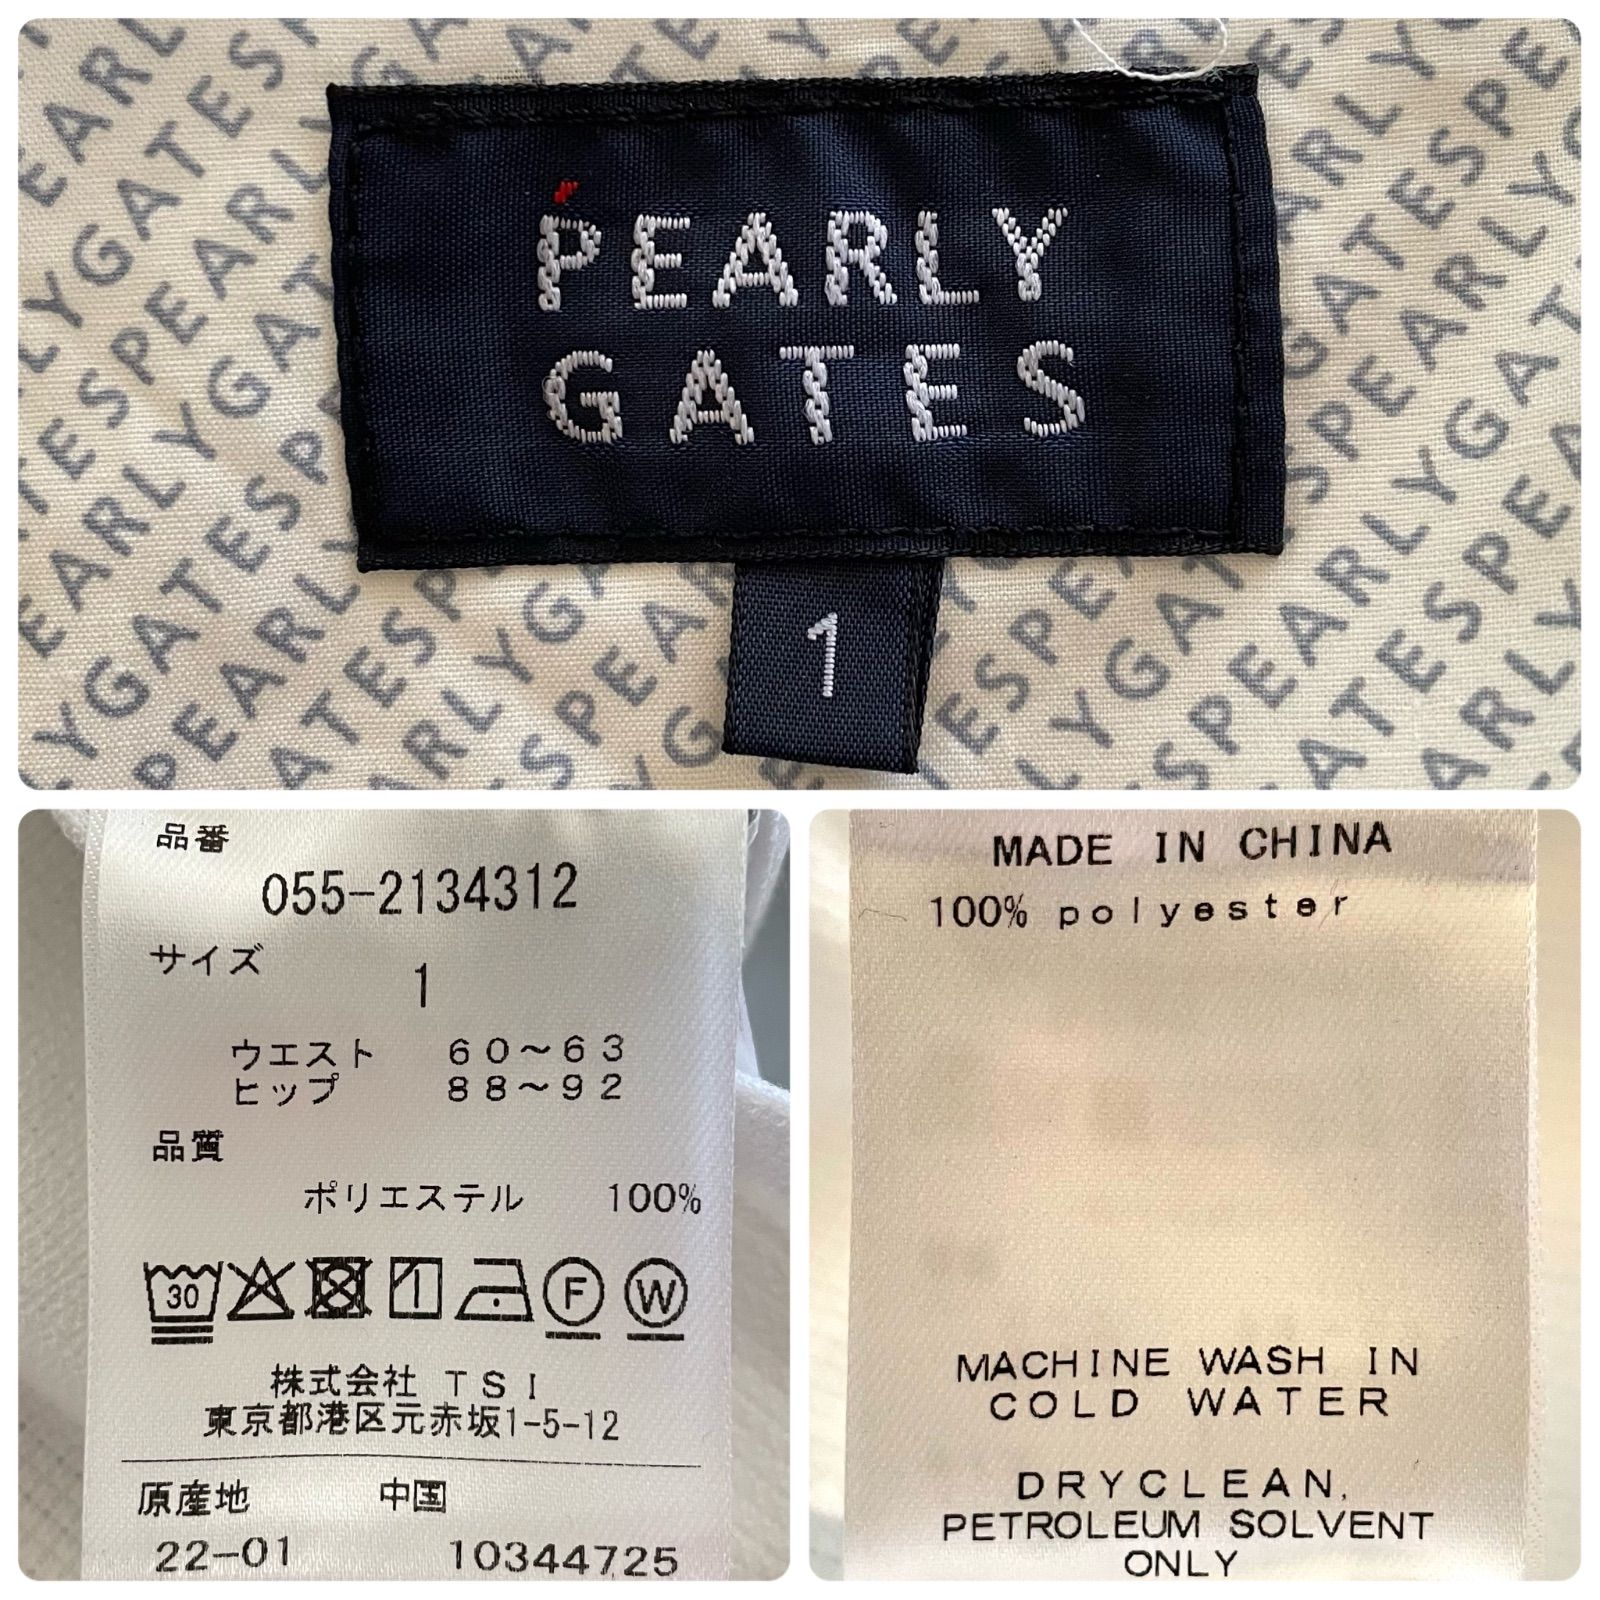 PEARLY
GATES
1
品番
055-2134312
サイズ
1
ウエスト 60〜63
ヒップ 88〜92
品質
ポリエステル 100%
30 1 F W
株式会社 TSI
東京都港区元赤坂1-5-12
原産地 中国
22-01 10344725
MADE IN CHINA
100% polyester
MACHINE WASH IN
COLD WATER
DRYCLEAN,
PETROLEUM SOLVENT
ONLY